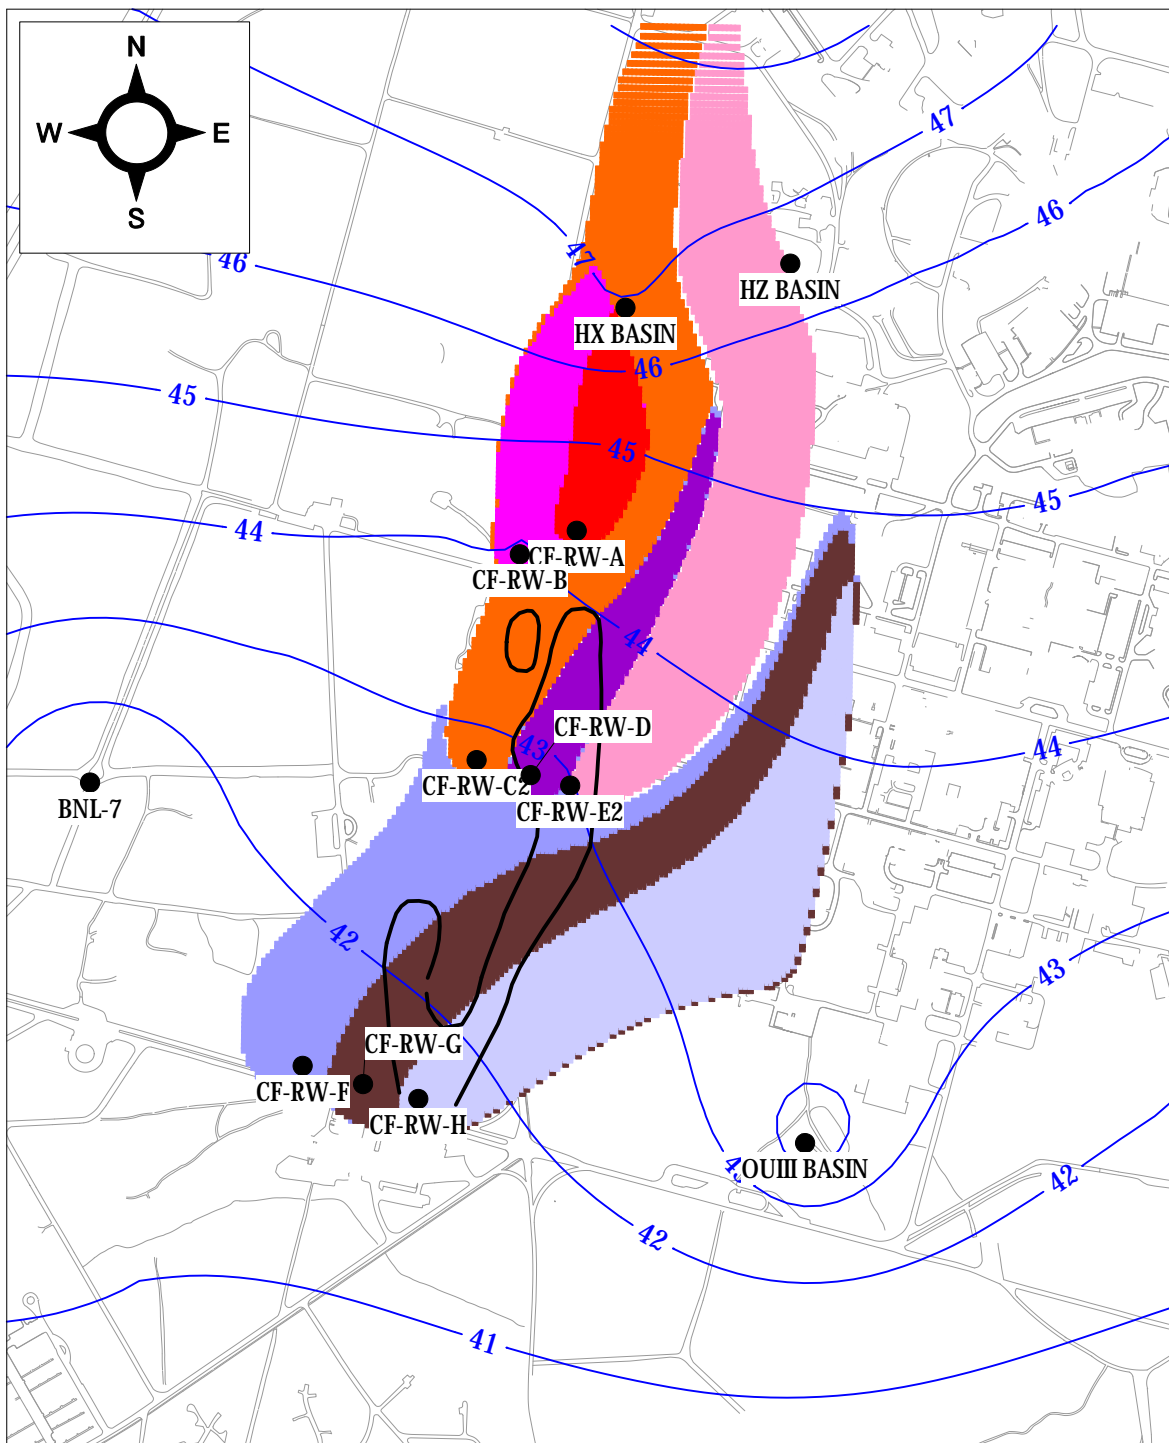 N
W E
S
47
46
47
46
HZ BASIN
HX BASIN
46
45
45
45
44
CF-RW-A
CF-RW-B
44
CF-RW-D
43
44
BNL-7
CF-RW-C2
CF-RW-E2
42
43
CF-RW-G
CF-RW-F
CF-RW-H
OUIII BASIN
42
42
41